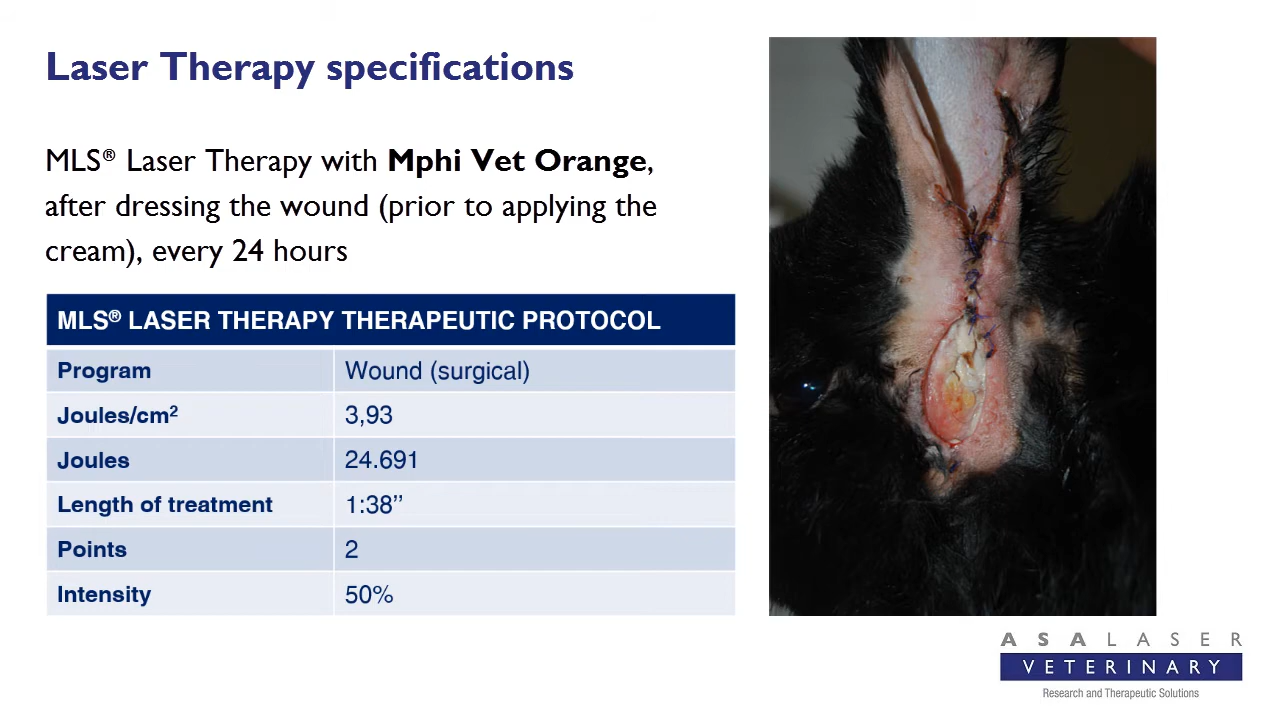 Laser Therapy specifications
MLS® Laser Therapy with Mphi Vet Orange,
after dressing the wound (prior to applying the
cream), every 24 hours
MLS® LASER THERAPY THERAPEUTIC PROTOCOL
Program Wound (surgical)
Joules/cm² 3,93
Joules 24.691
Length of treatment 1:38’’
Points 2
Intensity 50%
ASALASER
VETERINARY
Research and Therapeutic Solutions